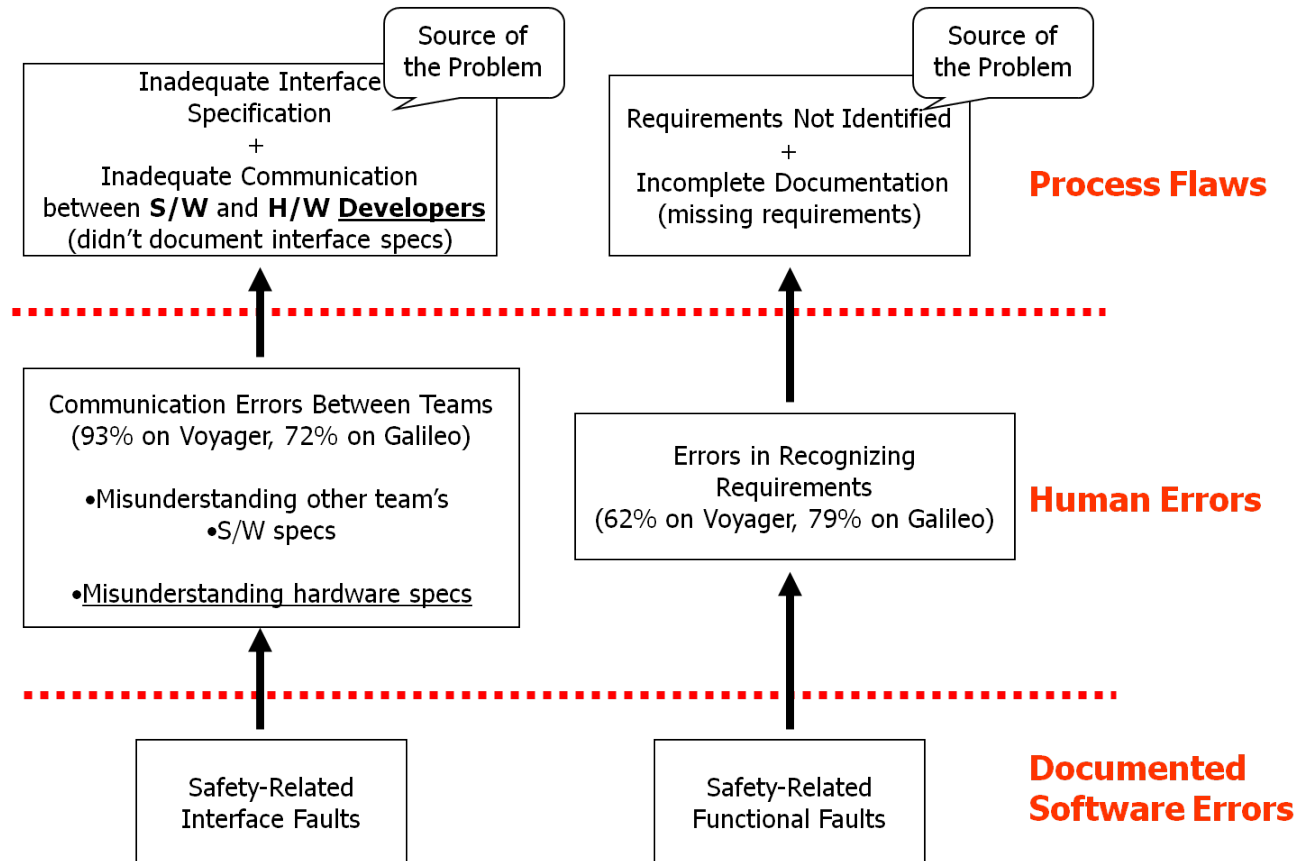 Source of
the Problem
Inadequate Interface
Specification
+
Inadequate Communication
between S/W and H/W Developers
(didn't document interface specs)
Source of
the Problem
Requirements Not Identified
+
Incomplete Documentation
(missing requirements)
Process Flaws
Communication Errors Between Teams
(93% on Voyager, 72% on Galileo)
•Misunderstanding other team's
•S/W specs
•Misunderstanding hardware specs
Errors in Recognizing
Requirements
(62% on Voyager, 79% on Galileo)
Human Errors
Safety-Related
Interface Faults
Safety-Related
Functional Faults
Documented
Software Errors